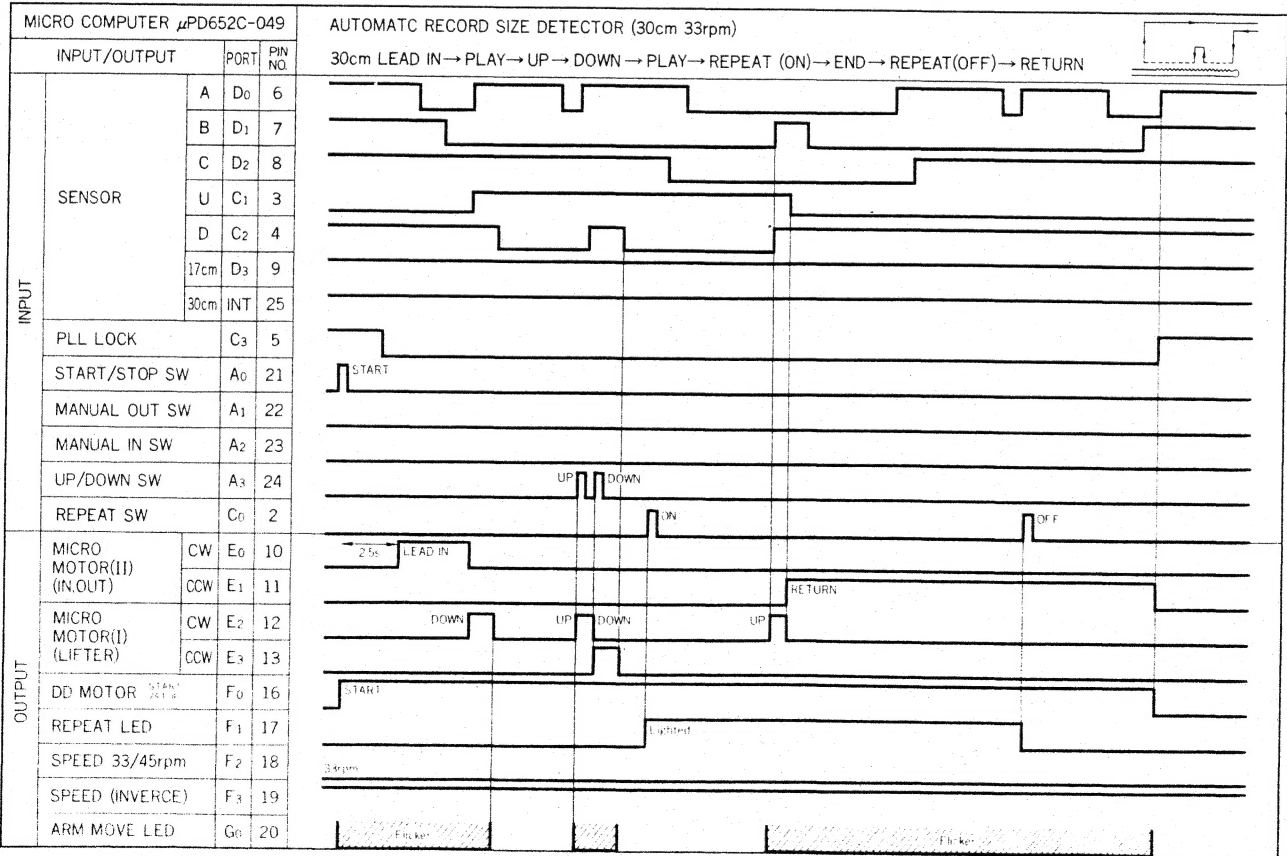 MICRO COMPUTER μPD652C-049
AUTOMATC RECORD SIZE DETECTOR (30cm 33rpm)
INPUT/OUTPUT PORT PIN NO.
30cm LEAD IN→PLAY→UP→DOWN→PLAY→REPEAT (ON)→END→REPEAT(OFF)→RETURN
INPUT
SENSOR
A D0 6
B D1 7
C D2 8
U C1 3
D C2 4
17cm D3 9
30cm INT 25
PLL LOCK C3 5
START/STOP SW A0 21 START
MANUAL OUT SW A1 22
MANUAL IN SW A2 23
UP/DOWN SW A3 24 UP DOWN
REPEAT SW C0 2 ON OFF
OUTPUT
MICRO MOTOR(II) (IN.OUT)
CW E0 10 2.5s LEAD IN
CCW E1 11 RETURN
MICRO MOTOR(I) (LIFTER)
CW E2 12 DOWN UP DOWN UP
CCW E3 13
DD MOTOR START F0 16 START
REPEAT LED F1 17 Lighted
SPEED 33/45rpm F2 18 33rpm
SPEED (INVERCE) F3 19
ARM MOVE LED G0 20 Flicker Flicker